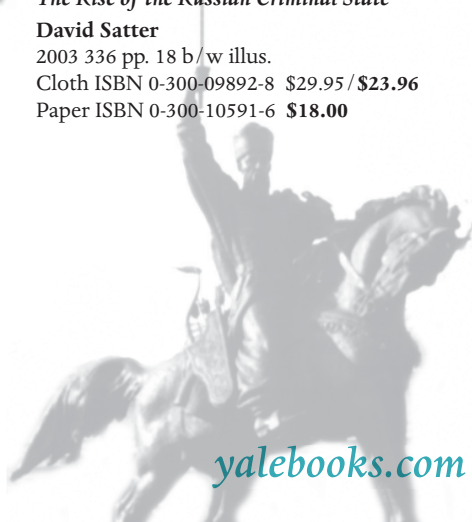 The Rise of the Russian Criminal State
David Satter
2003 336 pp. 18 b/w illus.
Cloth ISBN 0-300-09892-8 $29.95/$23.96
Paper ISBN 0-300-10591-6 $18.00
yalebooks.com